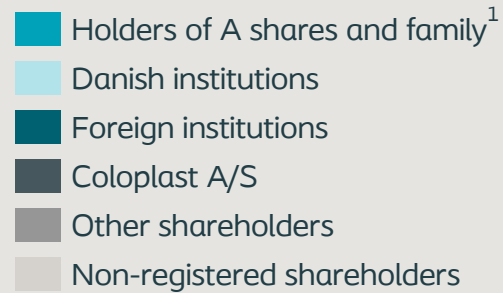 Holders of A shares and family¹
Danish institutions
Foreign institutions
Coloplast A/S
Other shareholders
Non-registered shareholders